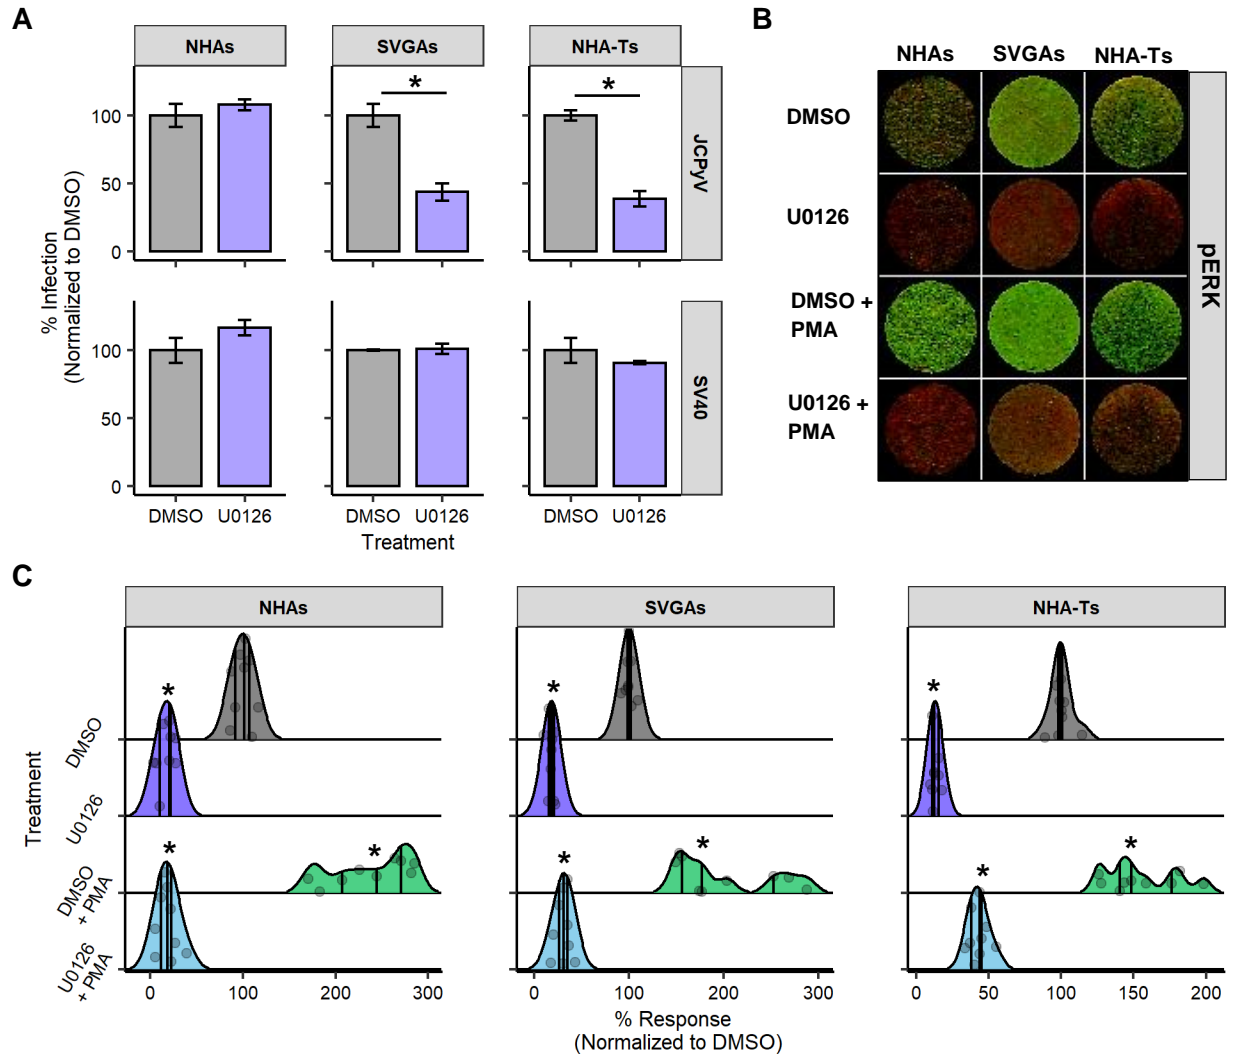 A
NHAs
SVGAs
NHA-Ts
*
*
100
50
0
JCPyV
% Infection
(Normalized to DMSO)
100
50
0
SV40
DMSO
U0126
DMSO
U0126
DMSO
U0126
Treatment
B
NHAs
SVGAs
NHA-Ts
DMSO
U0126
DMSO +
PMA
U0126 +
PMA
pERK
C
NHAs
SVGAs
NHA-Ts
Treatment
DMSO
U0126
DMSO
+ PMA
U0126
+ PMA
*
*
*
*
*
*
*
*
*
0
100
200
300
0
100
200
300
0
50
100
150
200
% Response
(Normalized to DMSO)